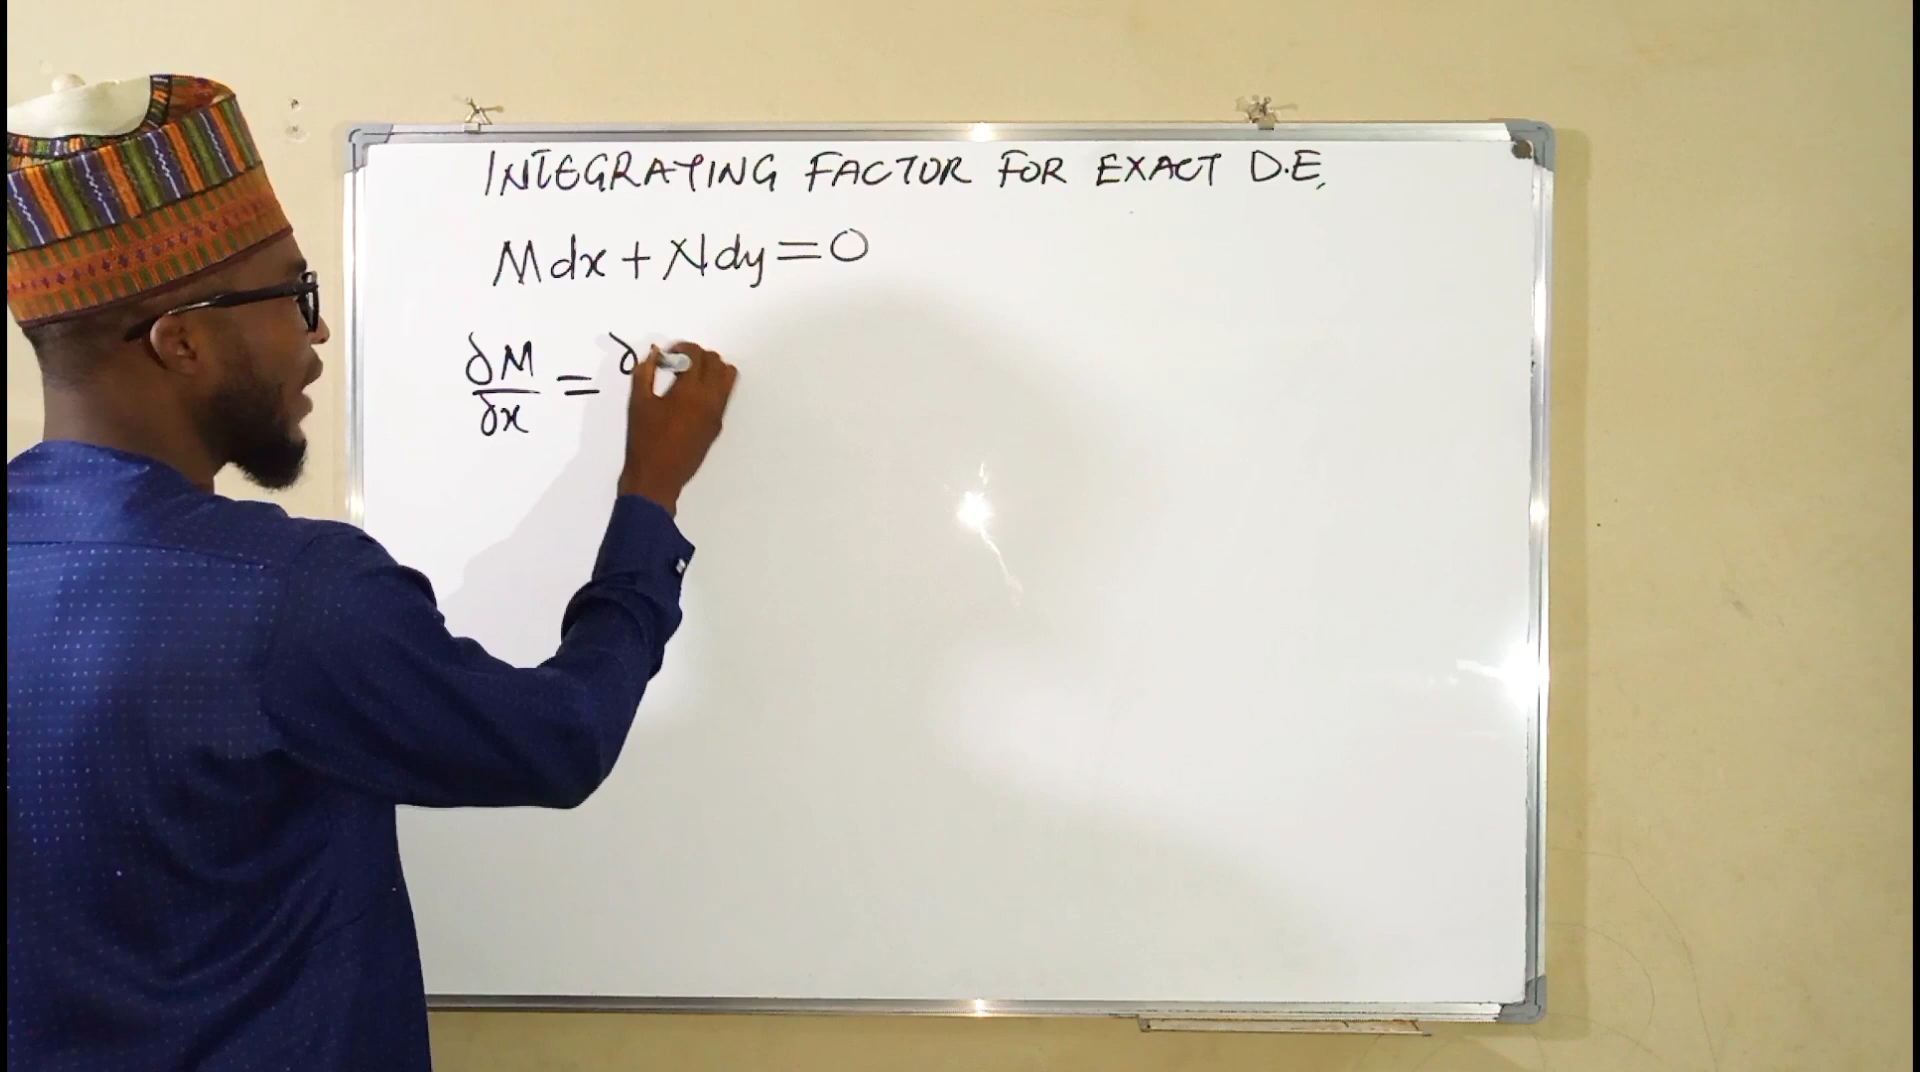 INTEGRATING FACTOR FOR EXACT D.E.
Mdx + Ndy = 0
∂M/∂x = ∂